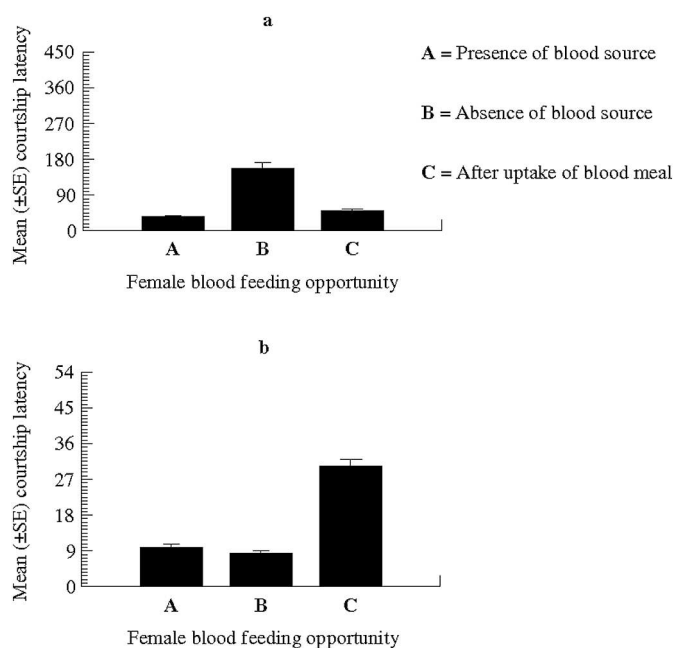 a
Mean (±SE) courtship latency
450
360
270
180
90
0
A B C
Female blood feeding opportunity
A = Presence of blood source
B = Absence of blood source
C = After uptake of blood meal
b
Mean (±SE) courtship latency
54
45
36
27
18
9
0
A B C
Female blood feeding opportunity